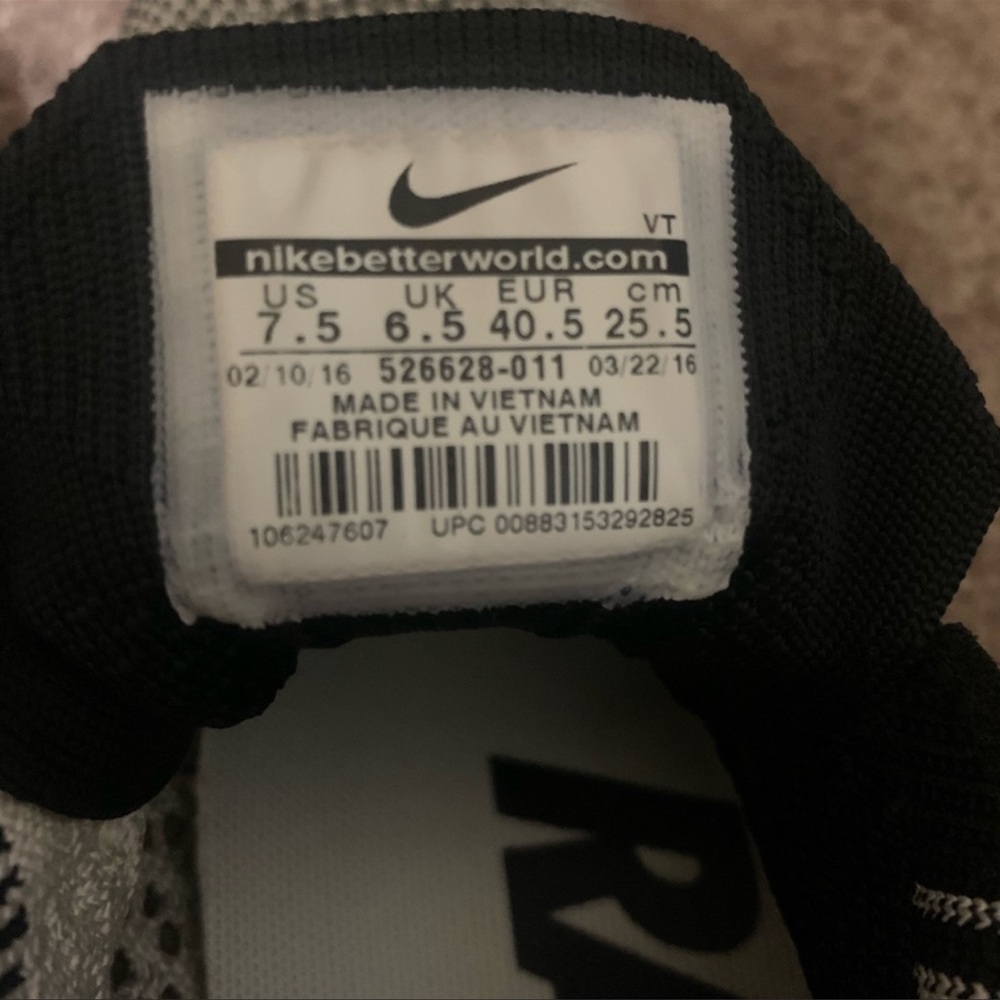 VT
nikebetterworld.com
US UK EUR cm
7.5 6.5 40.5 25.5
02/10/16 526628-011 03/22/16
MADE IN VIETNAM
FABRIQUE AU VIETNAM
106247607 UPC 00883153292825
RA